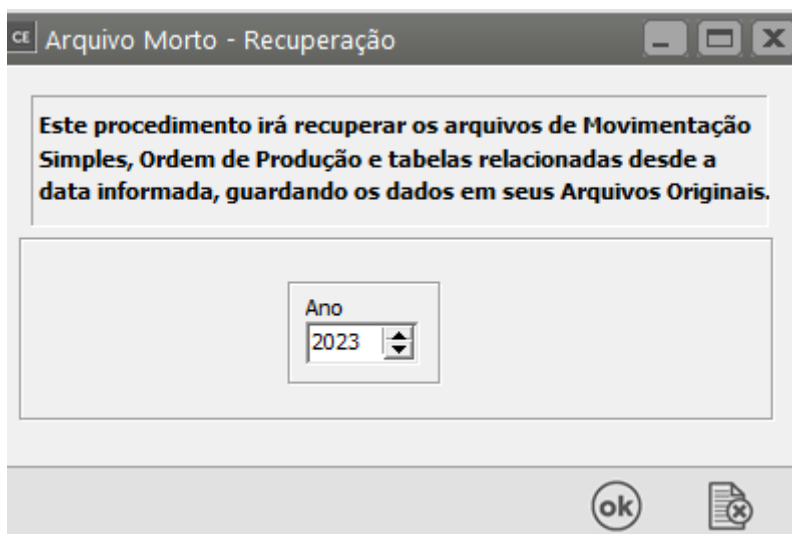 CE Arquivo Morto - Recuperação
Este procedimento irá recuperar os arquivos de Movimentação
Simples, Ordem de Produção e tabelas relacionadas desde a
data informada, guardando os dados em seus Arquivos Originais.
Ano
2023
ok